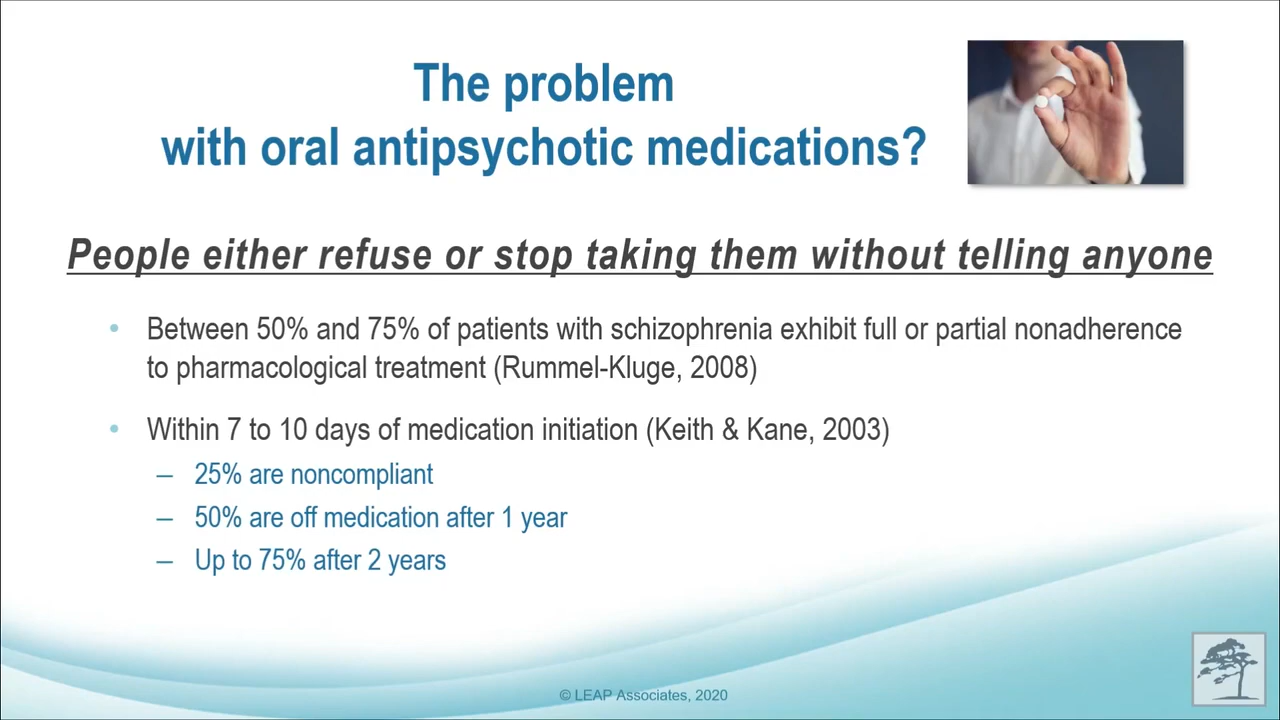 The problem
with oral antipsychotic medications?
People either refuse or stop taking them without telling anyone
• Between 50% and 75% of patients with schizophrenia exhibit full or partial nonadherence
to pharmacological treatment (Rummel-Kluge, 2008)
• Within 7 to 10 days of medication initiation (Keith & Kane, 2003)
– 25% are noncompliant
– 50% are off medication after 1 year
– Up to 75% after 2 years
© LEAP Associates, 2020